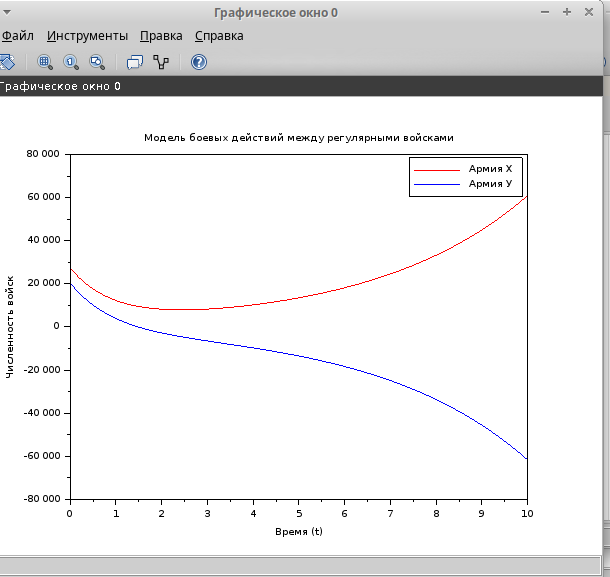 Графическое окно 0
Файл Инструменты Правка Справка
Графическое окно 0
Модель боевых действий между регулярными войсками
Армия X
Армия У
80 000
60 000
40 000
20 000
0
-20 000
-40 000
-60 000
-80 000
Численность войск
0 1 2 3 4 5 6 7 8 9 10
Время (t)